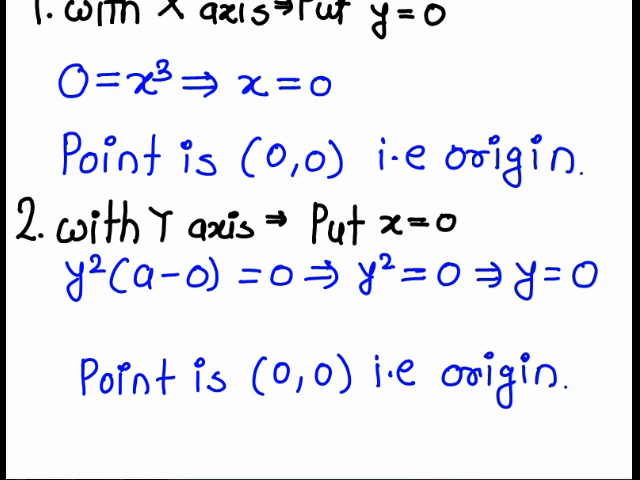 1. with X axis ⇒ Put y = 0
0 = x³ ⇒ x = 0
Point is (0,0) i.e origin.
2. with Y axis ⇒ Put x = 0
y²(a - 0) = 0 ⇒ y² = 0 ⇒ y = 0
Point is (0,0) i.e origin.